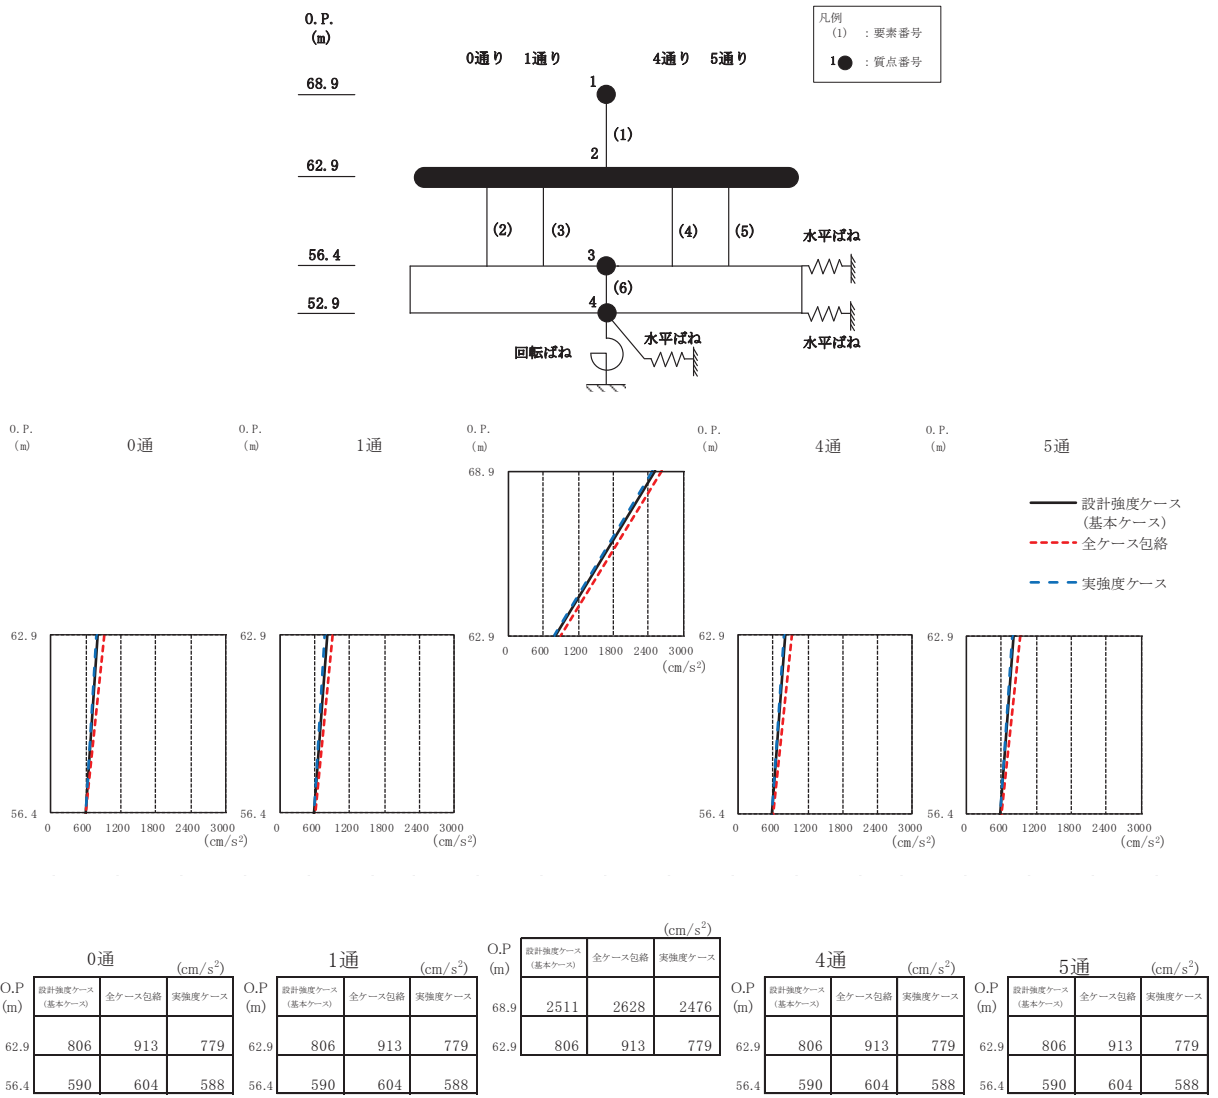 O.P.
(m)
凡例
(1) : 要素番号
1 : 質点番号
0通り 1通り 4通り 5通り
68.9
1
(1)
2
62.9
(2) (3) (4) (5)
水平ばね
56.4
3
(6)
52.9
4
水平ばね
水平ばね
回転ばね
O.P.
(m)
0通
O.P.
(m)
1通
O.P.
(m)
O.P.
(m)
4通
O.P.
(m)
5通
68.9
62.9
0 600 1200 1800 2400 3000
(cm/s²)
設計強度ケース
(基本ケース)
全ケース包絡
実強度ケース
62.9
56.4
0 600 1200 1800 2400 3000
(cm/s²)
62.9
56.4
0 600 1200 1800 2400 3000
(cm/s²)
62.9
56.4
0 600 1200 1800 2400 3000
(cm/s²)
62.9
56.4
0 600 1200 1800 2400 3000
(cm/s²)
0通 (cm/s²)
O.P
(m)
設計強度ケース
(基本ケース)
全ケース包絡 実強度ケース
62.9 806 913 779
56.4 590 604 588
1通 (cm/s²)
O.P
(m)
設計強度ケース
(基本ケース)
全ケース包絡 実強度ケース
62.9 806 913 779
56.4 590 604 588
(cm/s²)
O.P
(m)
設計強度ケース
(基本ケース)
全ケース包絡 実強度ケース
68.9 2511 2628 2476
62.9 806 913 779
4通 (cm/s²)
O.P
(m)
設計強度ケース
(基本ケース)
全ケース包絡 実強度ケース
62.9 806 913 779
56.4 590 604 588
5通 (cm/s²)
O.P
(m)
設計強度ケース
(基本ケース)
全ケース包絡 実強度ケース
62.9 806 913 779
56.4 590 604 588